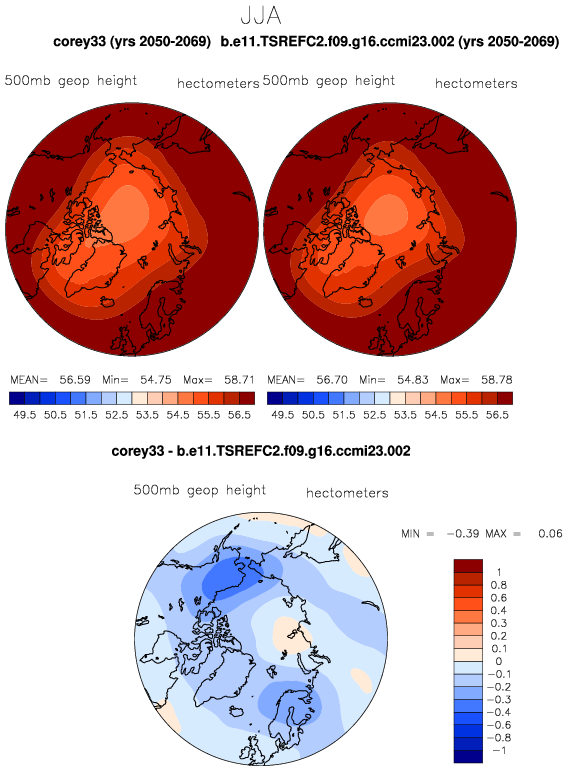 JJA
corey33 (yrs 2050-2069) b.e11.TSREFC2.f09.g16.ccmi23.002 (yrs 2050-2069)
500mb geop height hectometers 500mb geop height hectometers
MEAN= 56.59 Min= 54.75 Max= 58.71 MEAN= 56.70 Min= 54.83 Max= 58.78
49.5 50.5 51.5 52.5 53.5 54.5 55.5 56.5 49.5 50.5 51.5 52.5 53.5 54.5 55.5 56.5
corey33 - b.e11.TSREFC2.f09.g16.ccmi23.002
500mb geop height hectometers
MIN = -0.39 MAX = 0.06
1
0.8
0.6
0.4
0.3
0.2
0.1
0
-0.1
-0.2
-0.3
-0.4
-0.6
-0.8
-1